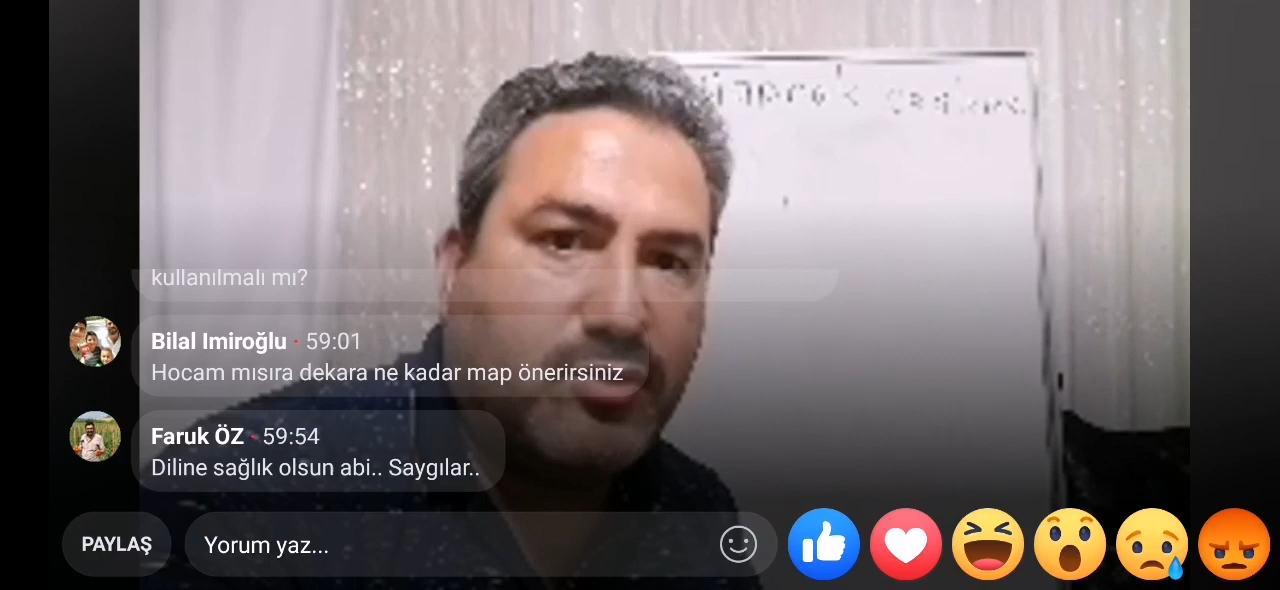 kullanılmalı mı?
Bilal Imiroğlu · 59:01
Hocam mısıra dekara ne kadar map önerirsiniz
Faruk ÖZ · 59:54
Diline sağlık olsun abi.. Saygılar..
PAYLAŞ
Yorum yaz...